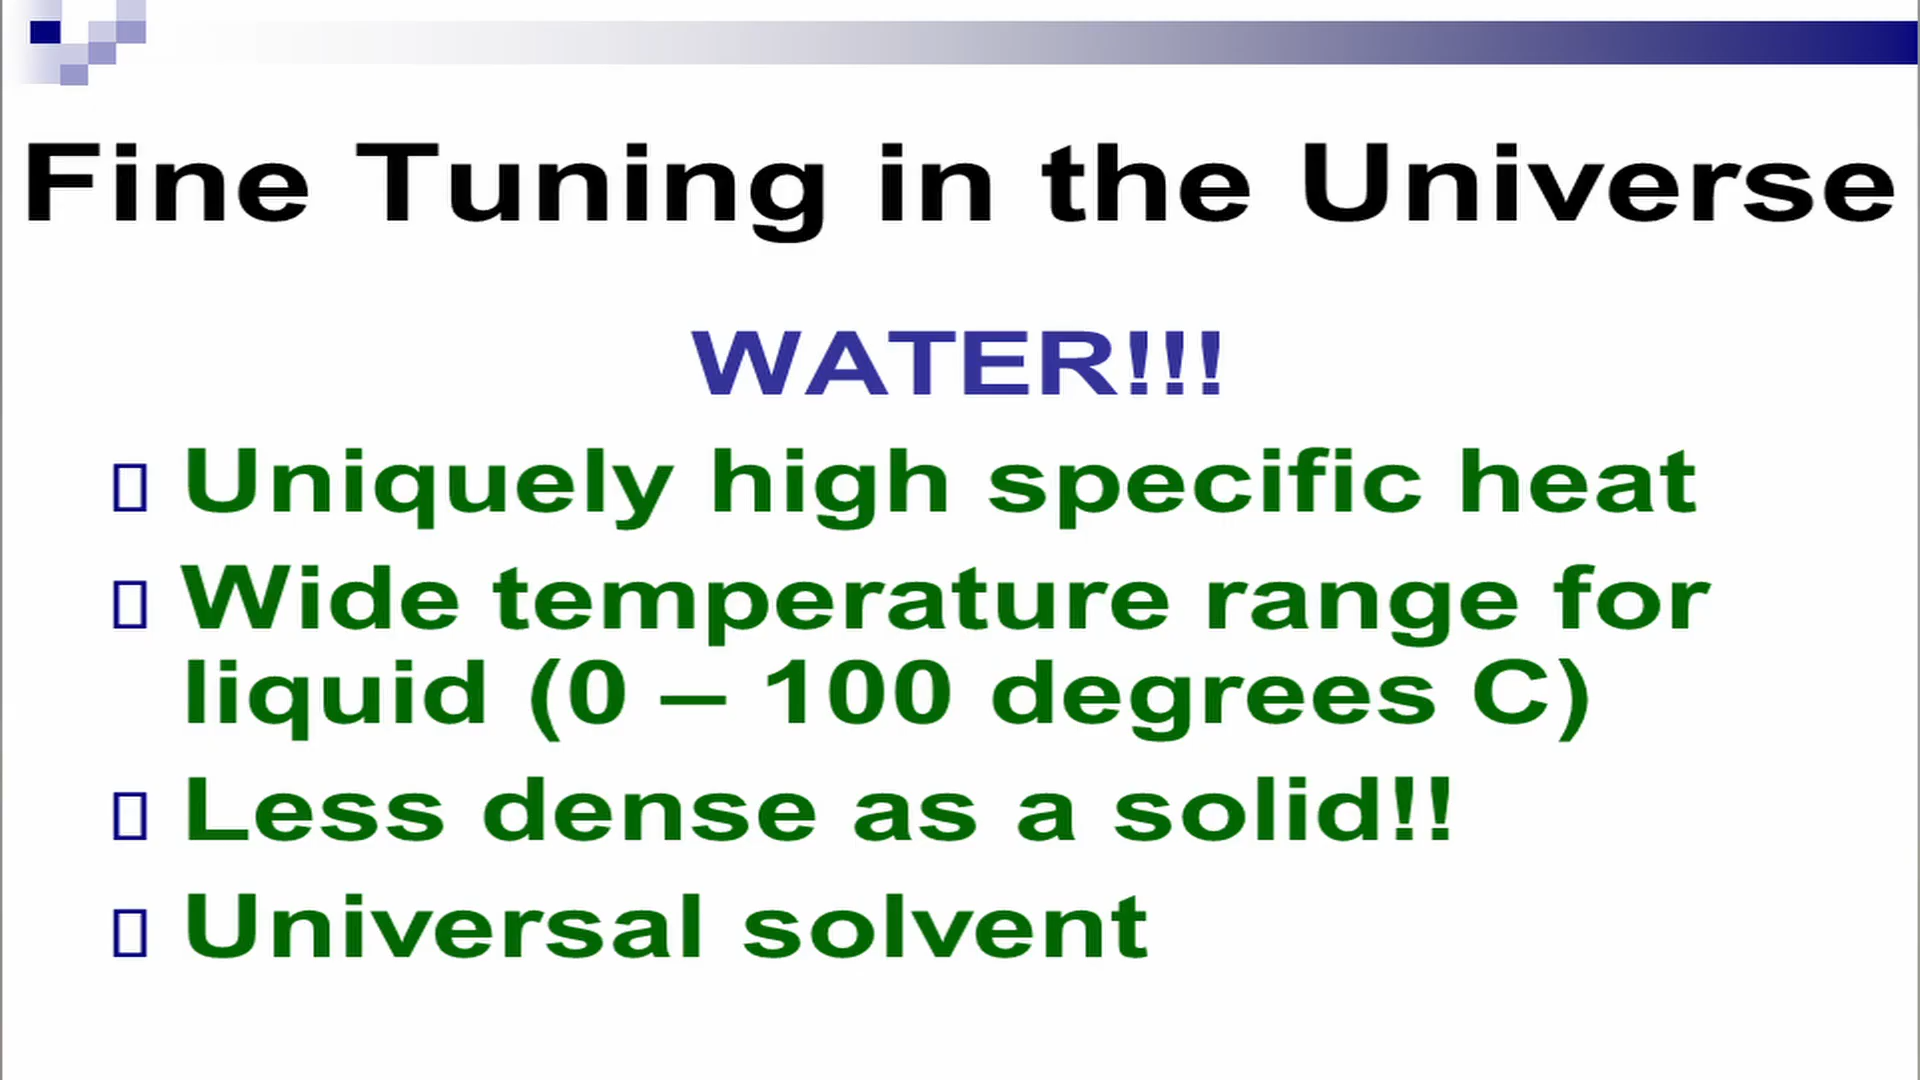 Fine Tuning in the Universe
WATER!!!
Uniquely high specific heat
Wide temperature range for
liquid (0 – 100 degrees C)
Less dense as a solid!!
Universal solvent